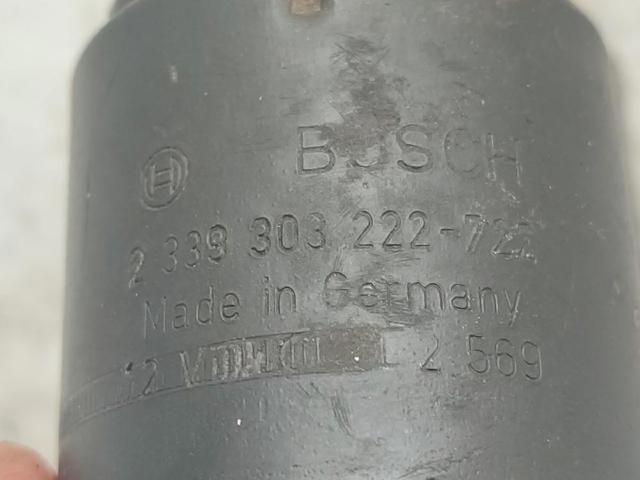 BOSCH
2 339 303 222-722
Made in Germany
12 V L 2 569